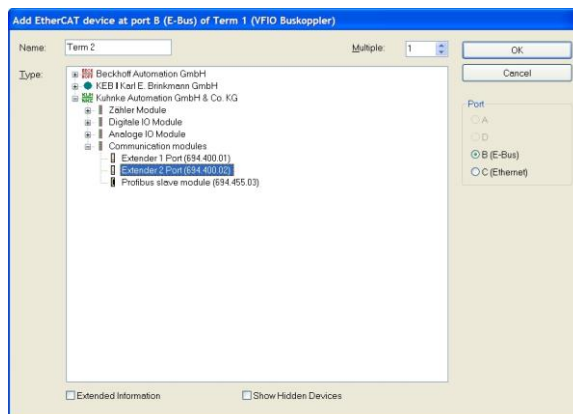 Add EtherCAT device at port B (E-Bus) of Term 1 (VFIO Buskoppler)
Name: Term 2 Multiple: 1 OK
Type: Beckhoff Automation GmbH Cancel
KEB Karl E. Brinkmann GmbH
Kuhnke Automation GmbH & Co. KG
Zähler Module
Digitale IO Module
Analoge IO Module
Communication modules
Extender 1 Port (694.400.01)
Extender 2 Port (694.400.02)
Profibus slave module (694.455.03)
Port
A
D
B (E-Bus)
C (Ethernet)
Extended Information Show Hidden Devices